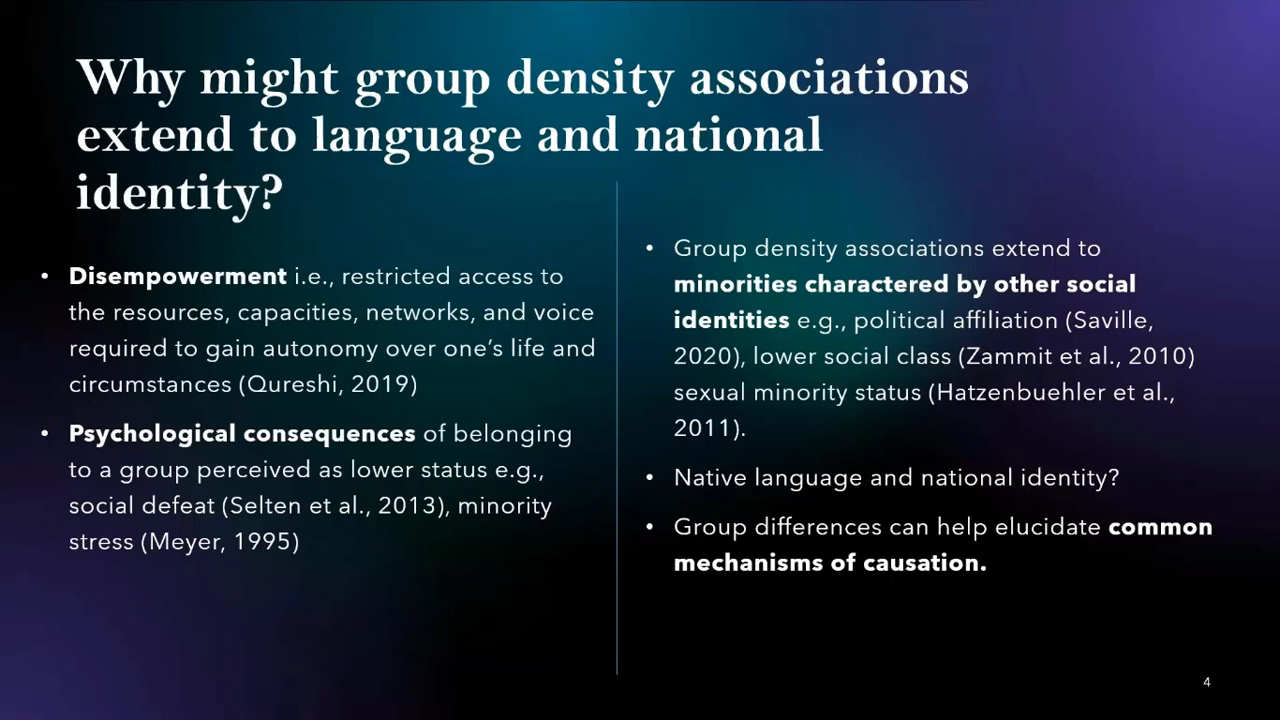 Why might group density associations
extend to language and national
identity?
• Disempowerment i.e., restricted access to
the resources, capacities, networks, and voice
required to gain autonomy over one's life and
circumstances (Qureshi, 2019)
• Psychological consequences of belonging
to a group perceived as lower status e.g.,
social defeat (Selten et al., 2013), minority
stress (Meyer, 1995)
• Group density associations extend to
minorities charactered by other social
identities e.g., political affiliation (Saville,
2020), lower social class (Zammit et al., 2010)
sexual minority status (Hatzenbuehler et al.,
2011).
• Native language and national identity?
• Group differences can help elucidate common
mechanisms of causation.
4